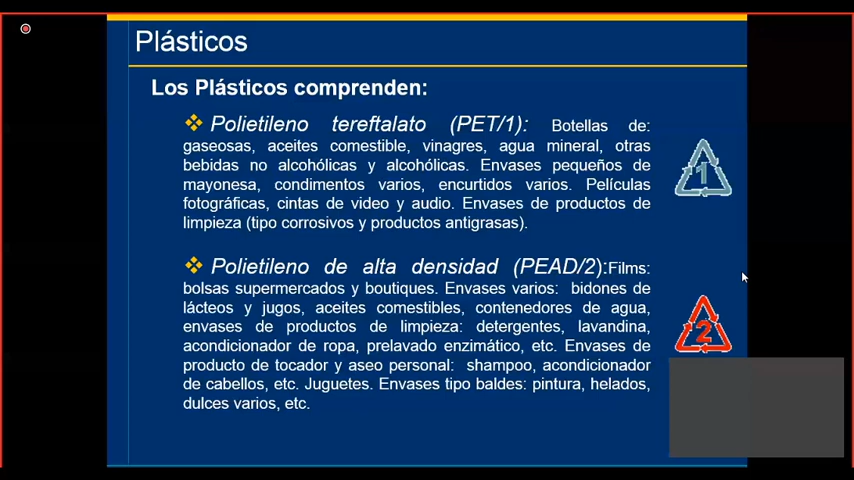 Plásticos
Los Plásticos comprenden:
Polietileno tereftalato (PET/1): Botellas de:
gaseosas, aceites comestible, vinagres, agua mineral, otras
bebidas no alcohólicas y alcohólicas. Envases pequeños de
mayonesa, condimentos varios, encurtidos varios. Películas
fotográficas, cintas de video y audio. Envases de productos de
limpieza (tipo corrosivos y productos antigrasas).
1
Polietileno de alta densidad (PEAD/2):Films:
bolsas supermercados y boutiques. Envases varios: bidones de
lácteos y jugos, aceites comestibles, contenedores de agua,
envases de productos de limpieza: detergentes, lavandina,
acondicionador de ropa, prelavado enzimático, etc. Envases de
producto de tocador y aseo personal: shampoo, acondicionador
de cabellos, etc. Juguetes. Envases tipo baldes: pintura, helados,
dulces varios, etc.
2